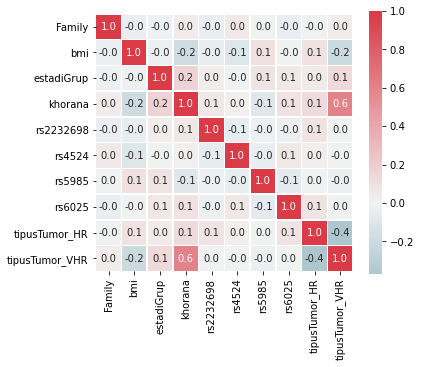 Family 1.0 -0.0 -0.0 0.0 -0.0 0.0 0.0 -0.0 -0.0 0.0
bmi -0.0 1.0 -0.0 -0.2 -0.0 -0.1 0.1 -0.0 0.1 -0.2
estadiGrup -0.0 -0.0 1.0 0.2 0.0 -0.0 0.1 0.1 0.0 0.1
khorana 0.0 -0.2 0.2 1.0 0.1 0.0 -0.1 0.1 0.1 0.6
rs2232698 -0.0 -0.0 0.0 0.1 1.0 -0.1 -0.0 -0.0 0.1 0.0
rs4524 0.0 -0.1 -0.0 0.0 -0.1 1.0 -0.0 0.1 0.0 -0.0
rs5985 0.0 0.1 0.1 -0.1 -0.0 -0.0 1.0 -0.1 0.0 -0.0
rs6025 -0.0 -0.0 0.1 0.1 -0.0 0.1 -0.1 1.0 0.1 0.0
tipusTumor_HR -0.0 0.1 0.0 0.1 0.1 0.0 0.0 0.1 1.0 -0.4
tipusTumor_VHR 0.0 -0.2 0.1 0.6 0.0 -0.0 -0.0 0.0 -0.4 1.0
Family bmi estadiGrup khorana rs2232698 rs4524 rs5985 rs6025 tipusTumor_HR tipusTumor_VHR
1.0
0.8
0.6
0.4
0.2
0.0
−0.2